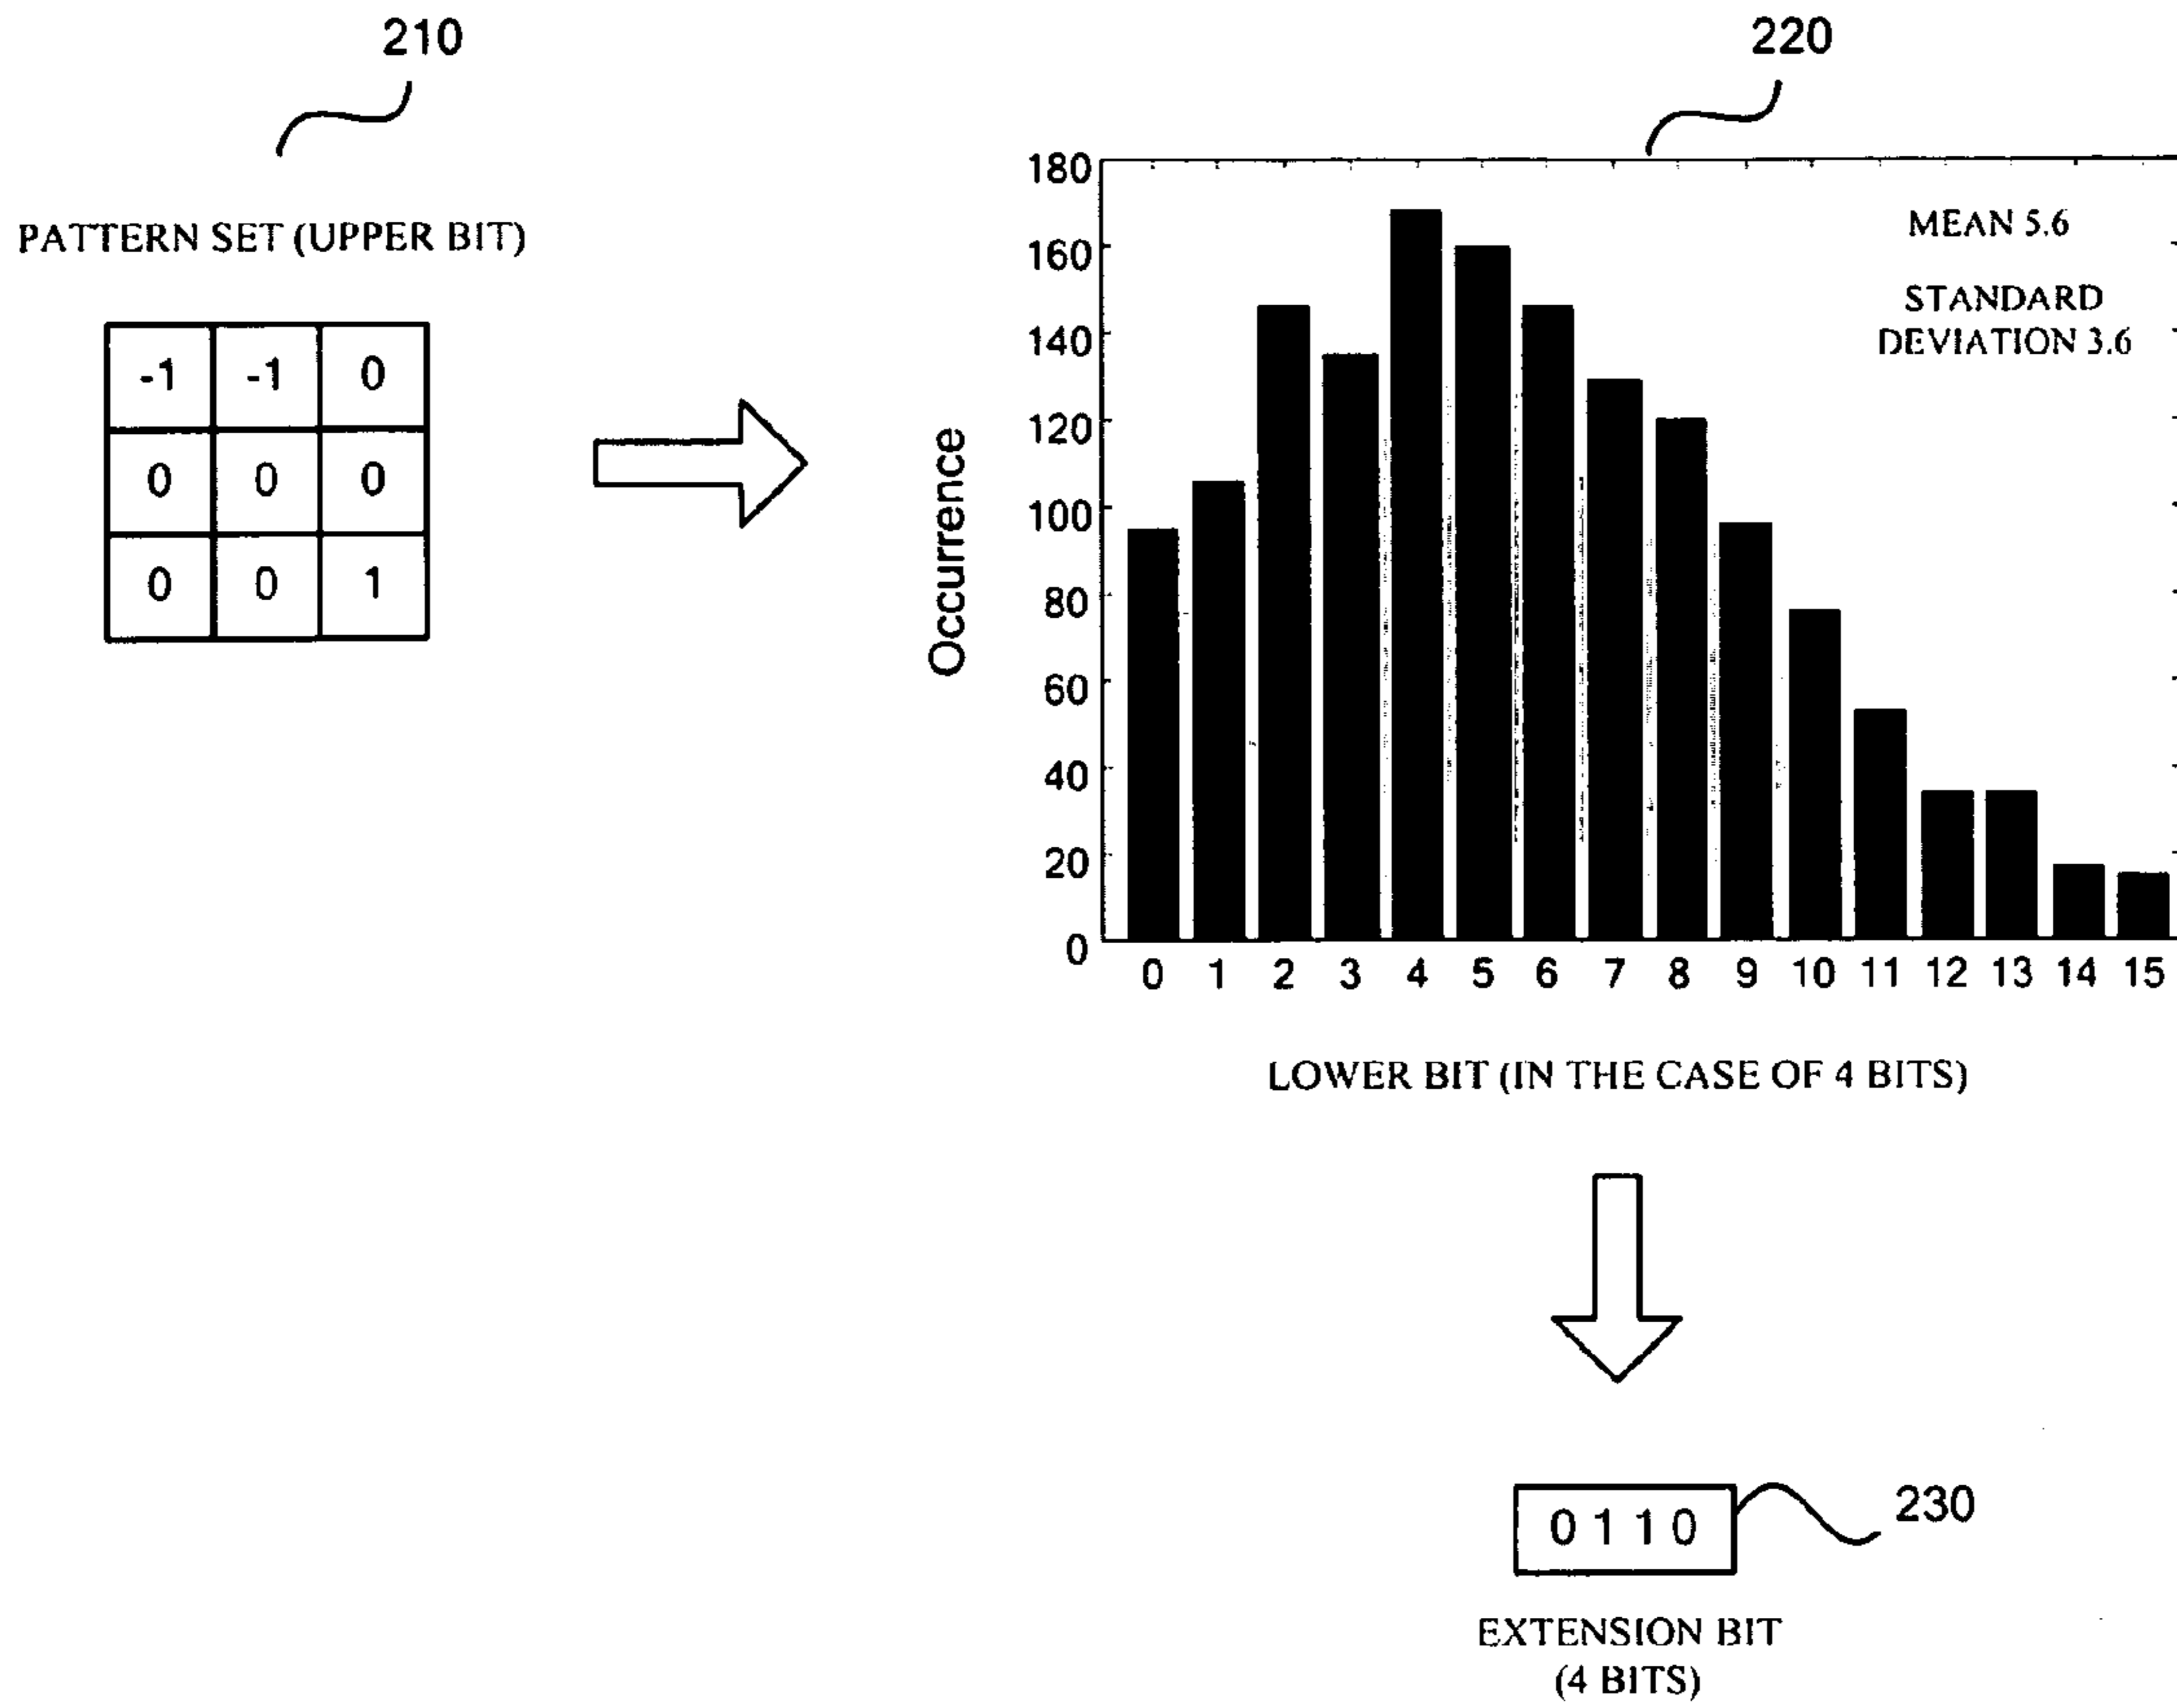 210
PATTERN SET (UPPER BIT)
-1 -1 0
0 0 0
0 0 1
220
180
160
140
120
100
80
60
40
20
0
Occurrence
MEAN 5.6
STANDARD
DEVIATION 3.6
0 1 2 3 4 5 6 7 8 9 10 11 12 13 14 15
LOWER BIT (IN THE CASE OF 4 BITS)
0 1 1 0
230
EXTENSION BIT
(4 BITS)